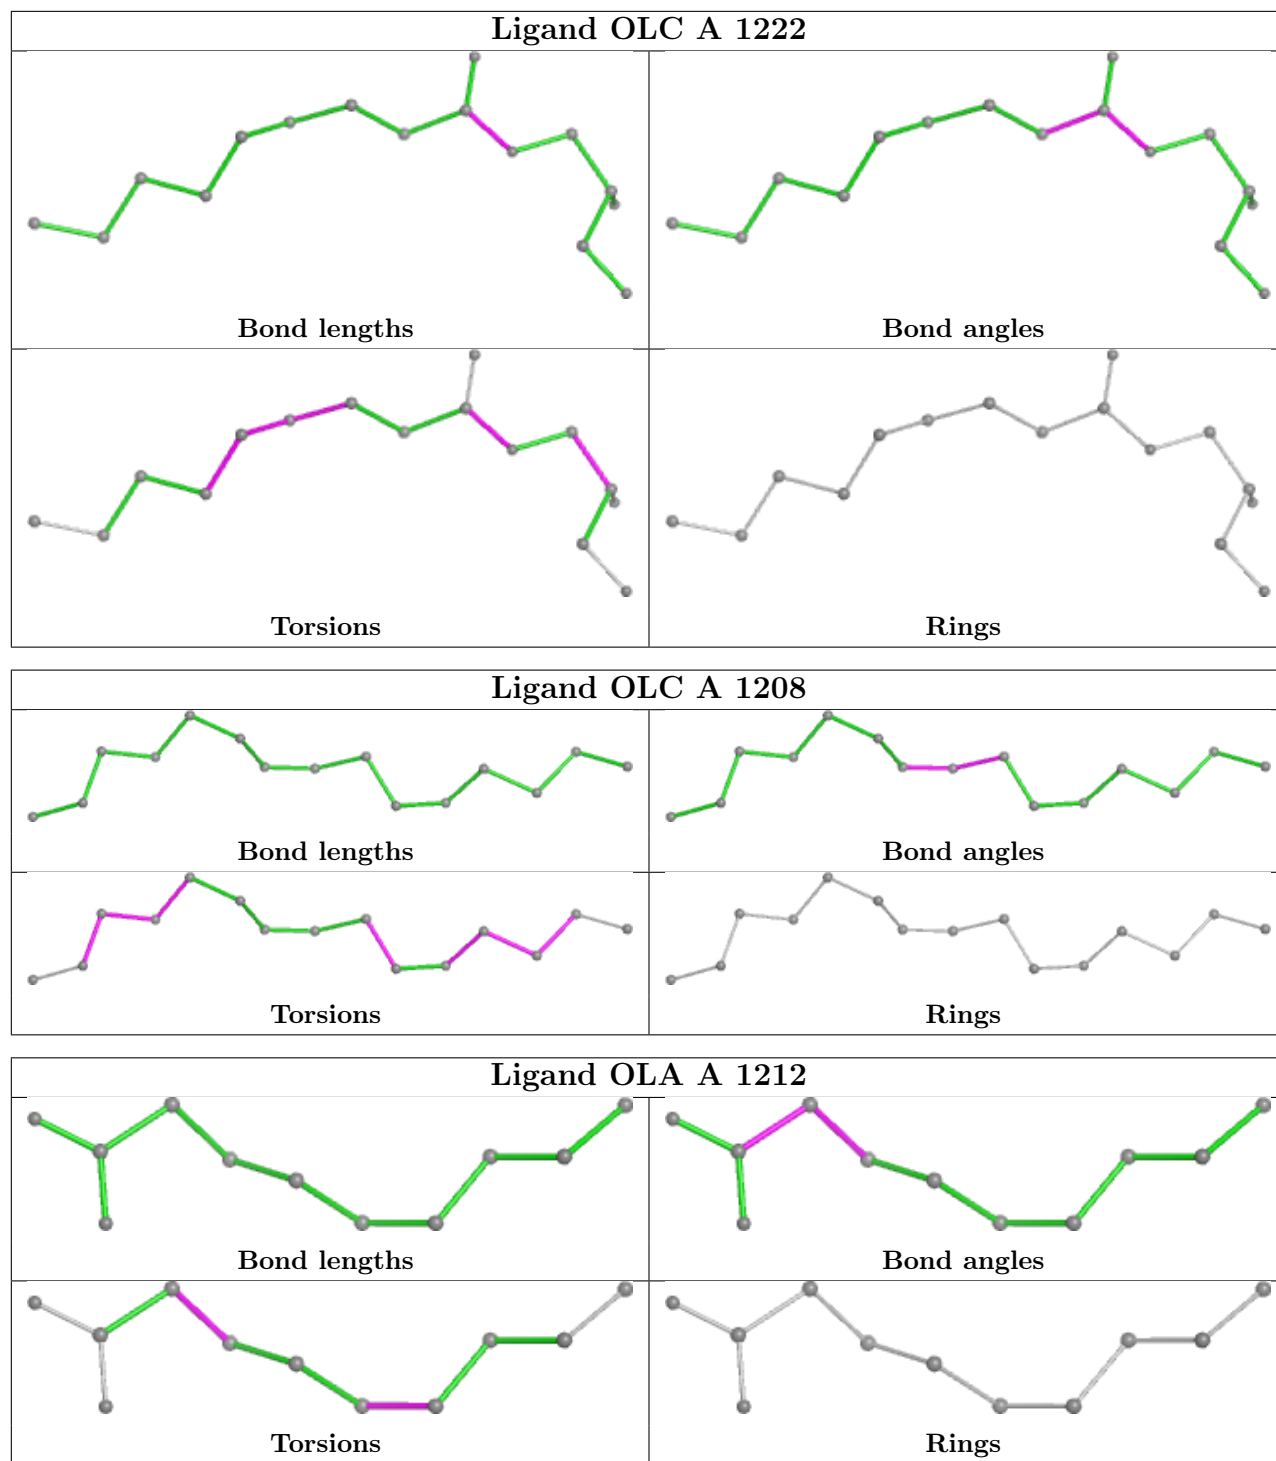 Ligand OLC A 1222
Bond lengths
Bond angles
Torsions
Rings
Ligand OLC A 1208
Bond lengths
Bond angles
Torsions
Rings
Ligand OLA A 1212
Bond lengths
Bond angles
Torsions
Rings